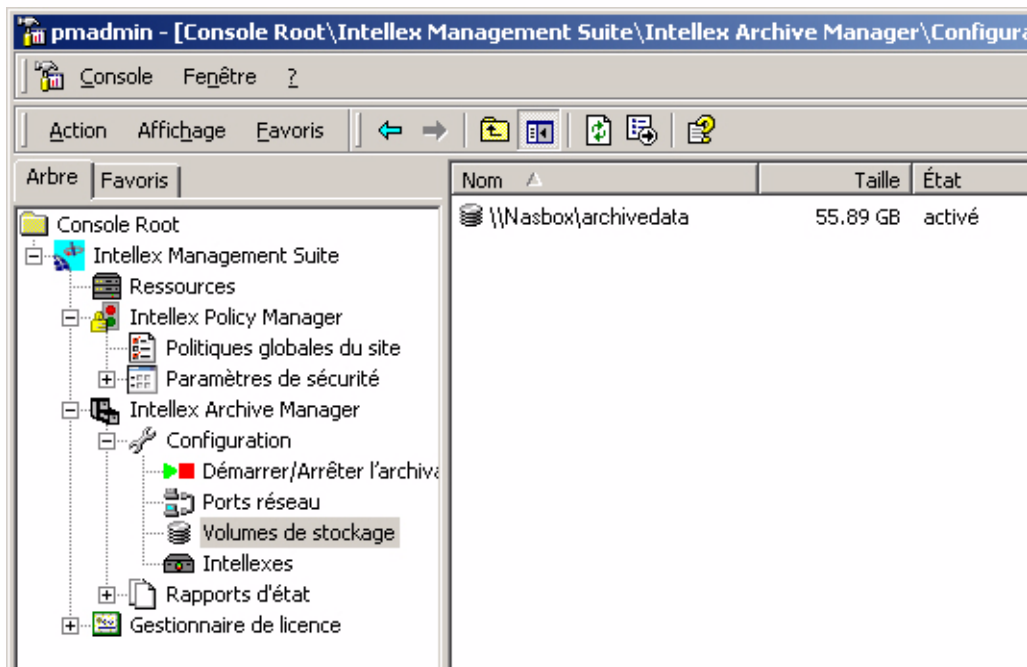 pmadmin - [Console Root\Intellex Management Suite\Intellex Archive Manager\Configura
Console Fenêtre ?
Action Affichage Favoris
Arbre Favoris
Nom Taille État
\\Nasbox\archivedata 55.89 GB activé
Console Root
Intellex Management Suite
Ressources
Intellex Policy Manager
Politiques globales du site
Paramètres de sécurité
Intellex Archive Manager
Configuration
Démarrer/Arrêter l'archiva
Ports réseau
Volumes de stockage
Intellexes
Rapports d'état
Gestionnaire de licence